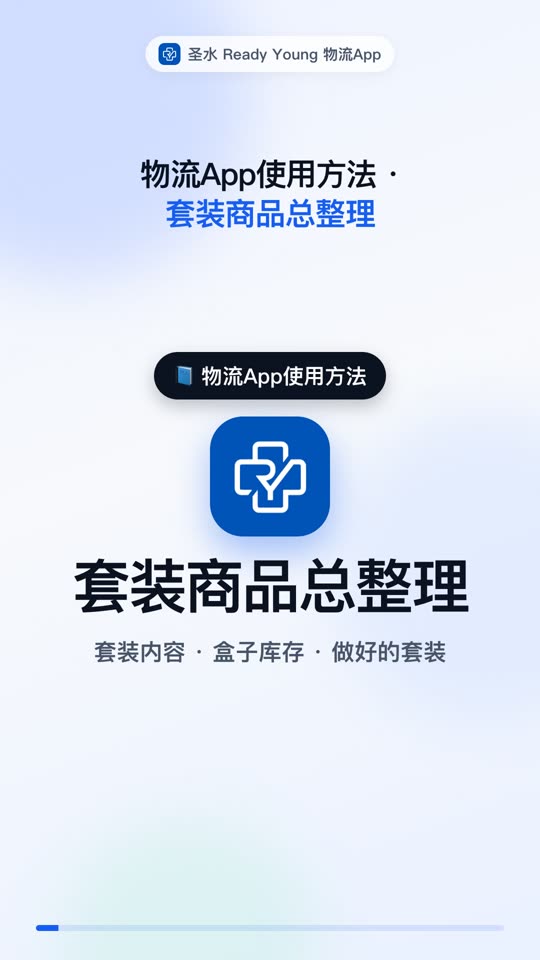 圣水 Ready Young 物流App
物流App使用方法 ·
套装商品总整理
物流App使用方法
RY
套装商品总整理
套装内容 · 盒子库存 · 做好的套装